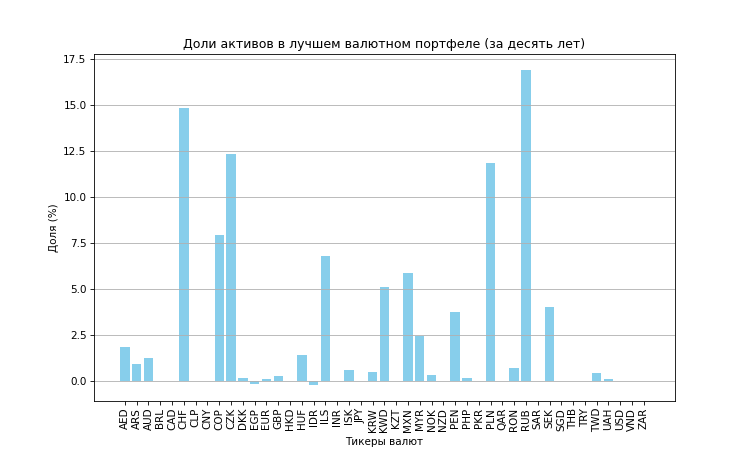 Доли активов в лучшем валютном портфеле (за десять лет)
17.5
15.0
12.5
10.0
7.5
5.0
2.5
0.0
Доля (%)
AED
ARS
AUD
BRL
CAD
CHF
CLP
CNY
COP
CZK
DKK
EGP
EUR
GBP
HKD
HUF
IDR
ILS
INR
ISK
JPY
KRW
KWD
KZT
MXN
MYR
NOK
NZD
PEN
PHP
PKR
PLN
QAR
RON
RUB
SAR
SEK
SGD
THB
TRY
TWD
UAH
USD
VND
ZAR
Тикеры валют